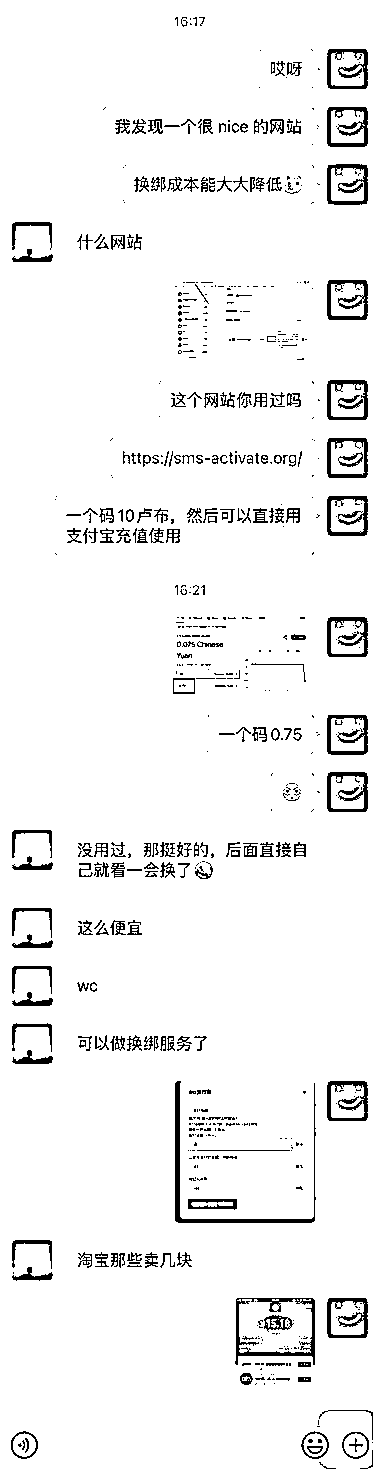 16:17
哎呀
我发现一个很 nice 的网站
换绑成本能大大降低
什么网站
这个网站你用过吗
https://sms-activate.org/
一个码10卢布，然后可以直接用
支付宝充值使用
16:21
0.075 Chinese
Yuan
一个码0.75
没用过，那挺好的，后面直接自
己就看一会换了
这么便宜
wc
可以做换绑服务了
淘宝那些卖几块